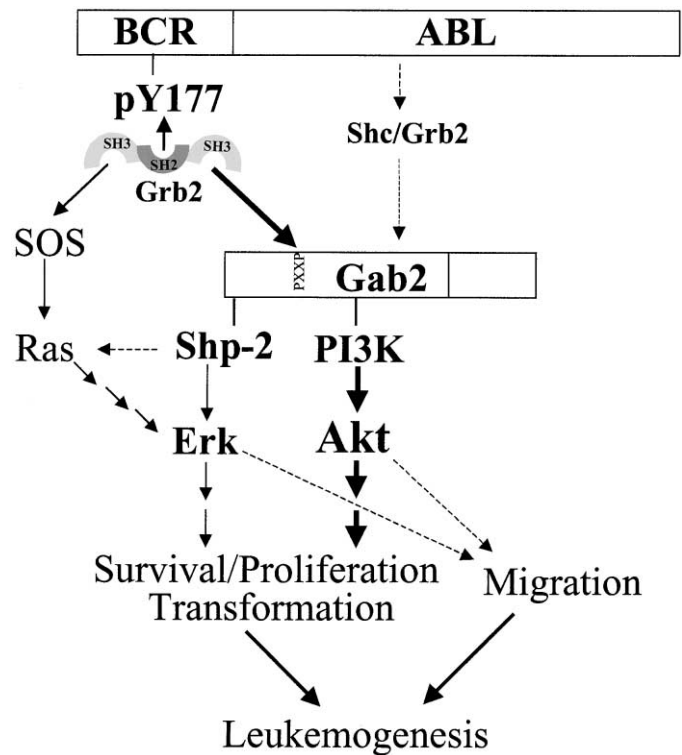 BCR ABL
pY177
Shc/Grb2
SH3 SH2 SH3
Grb2
SOS
PXXP Gab2
Ras Shp-2 PI3K
Erk Akt
Survival/Proliferation
Transformation
Migration
Leukemogenesis